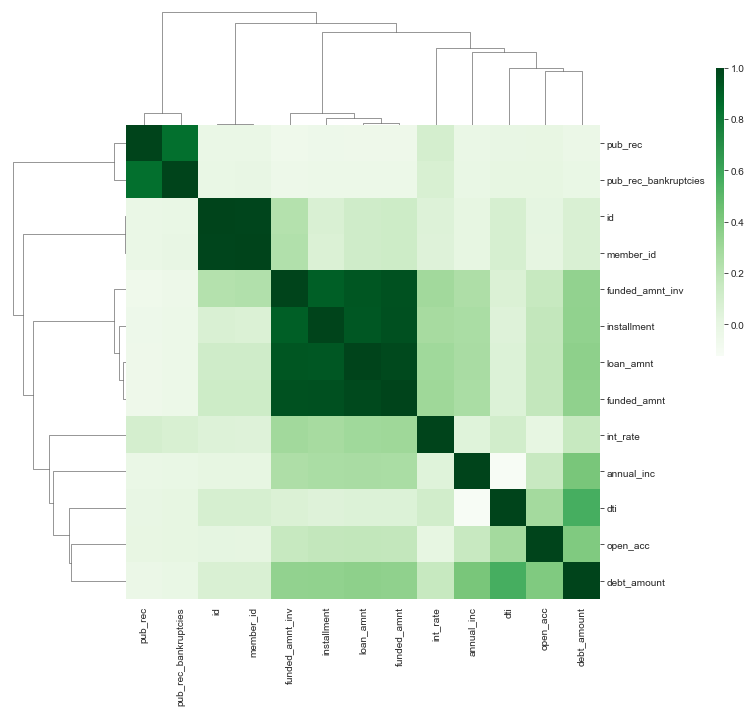 1.0
0.8
0.6
0.4
0.2
0.0
pub_rec
pub_rec_bankruptcies
id
member_id
funded_amnt_inv
installment
loan_amnt
funded_amnt
int_rate
annual_inc
dti
open_acc
debt_amount
pub_rec
pub_rec_bankruptcies
id
member_id
funded_amnt_inv
installment
loan_amnt
funded_amnt
int_rate
annual_inc
dti
open_acc
debt_amount